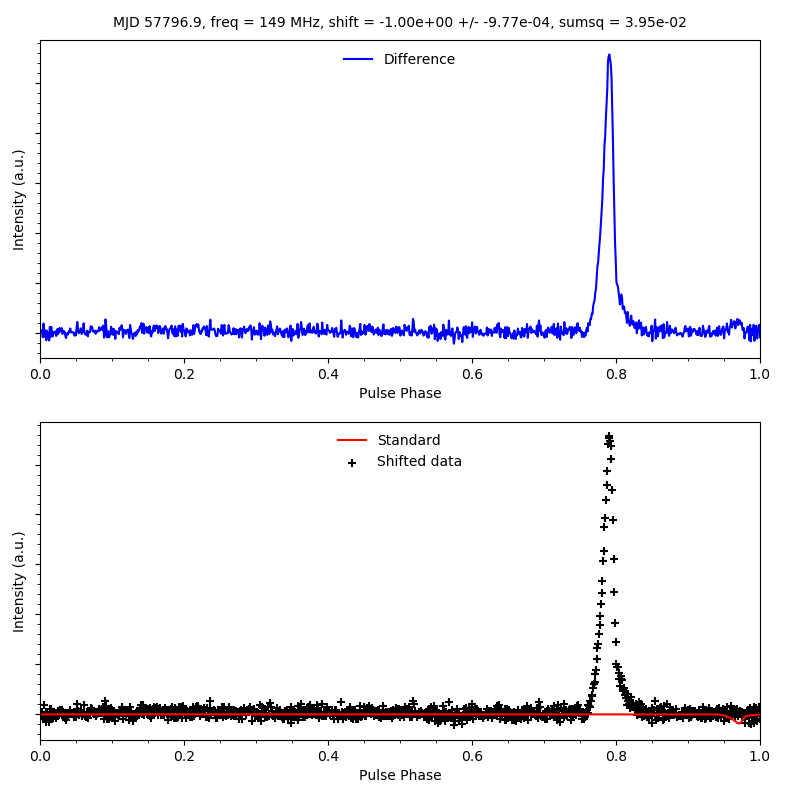 MJD 57796.9, freq = 149 MHz, shift = -1.00e+00 +/- -9.77e-04, sumsq = 3.95e-02
Difference
Intensity (a.u.)
0.0 0.2 0.4 0.6 0.8 1.0
Pulse Phase
Standard
Shifted data
Intensity (a.u.)
0.0 0.2 0.4 0.6 0.8 1.0
Pulse Phase